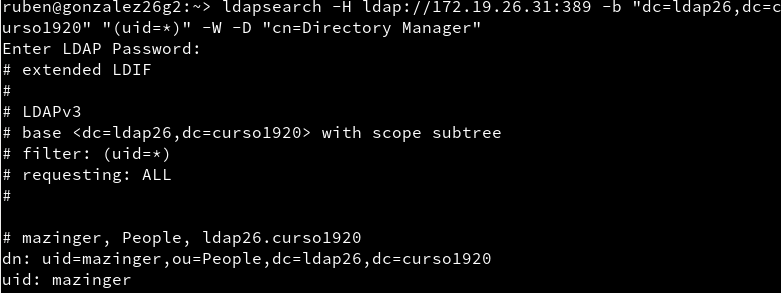 ruben@gonzalez26g2:~> ldapsearch -H ldap://172.19.26.31:389 -b "dc=ldap26,dc=c
urso1920" "(uid=*)" -W -D "cn=Directory Manager"
Enter LDAP Password:
# extended LDIF
#
# LDAPv3
# base <dc=ldap26,dc=curso1920> with scope subtree
# filter: (uid=*)
# requesting: ALL
#
# mazinger, People, ldap26.curso1920
dn: uid=mazinger,ou=People,dc=ldap26,dc=curso1920
uid: mazinger